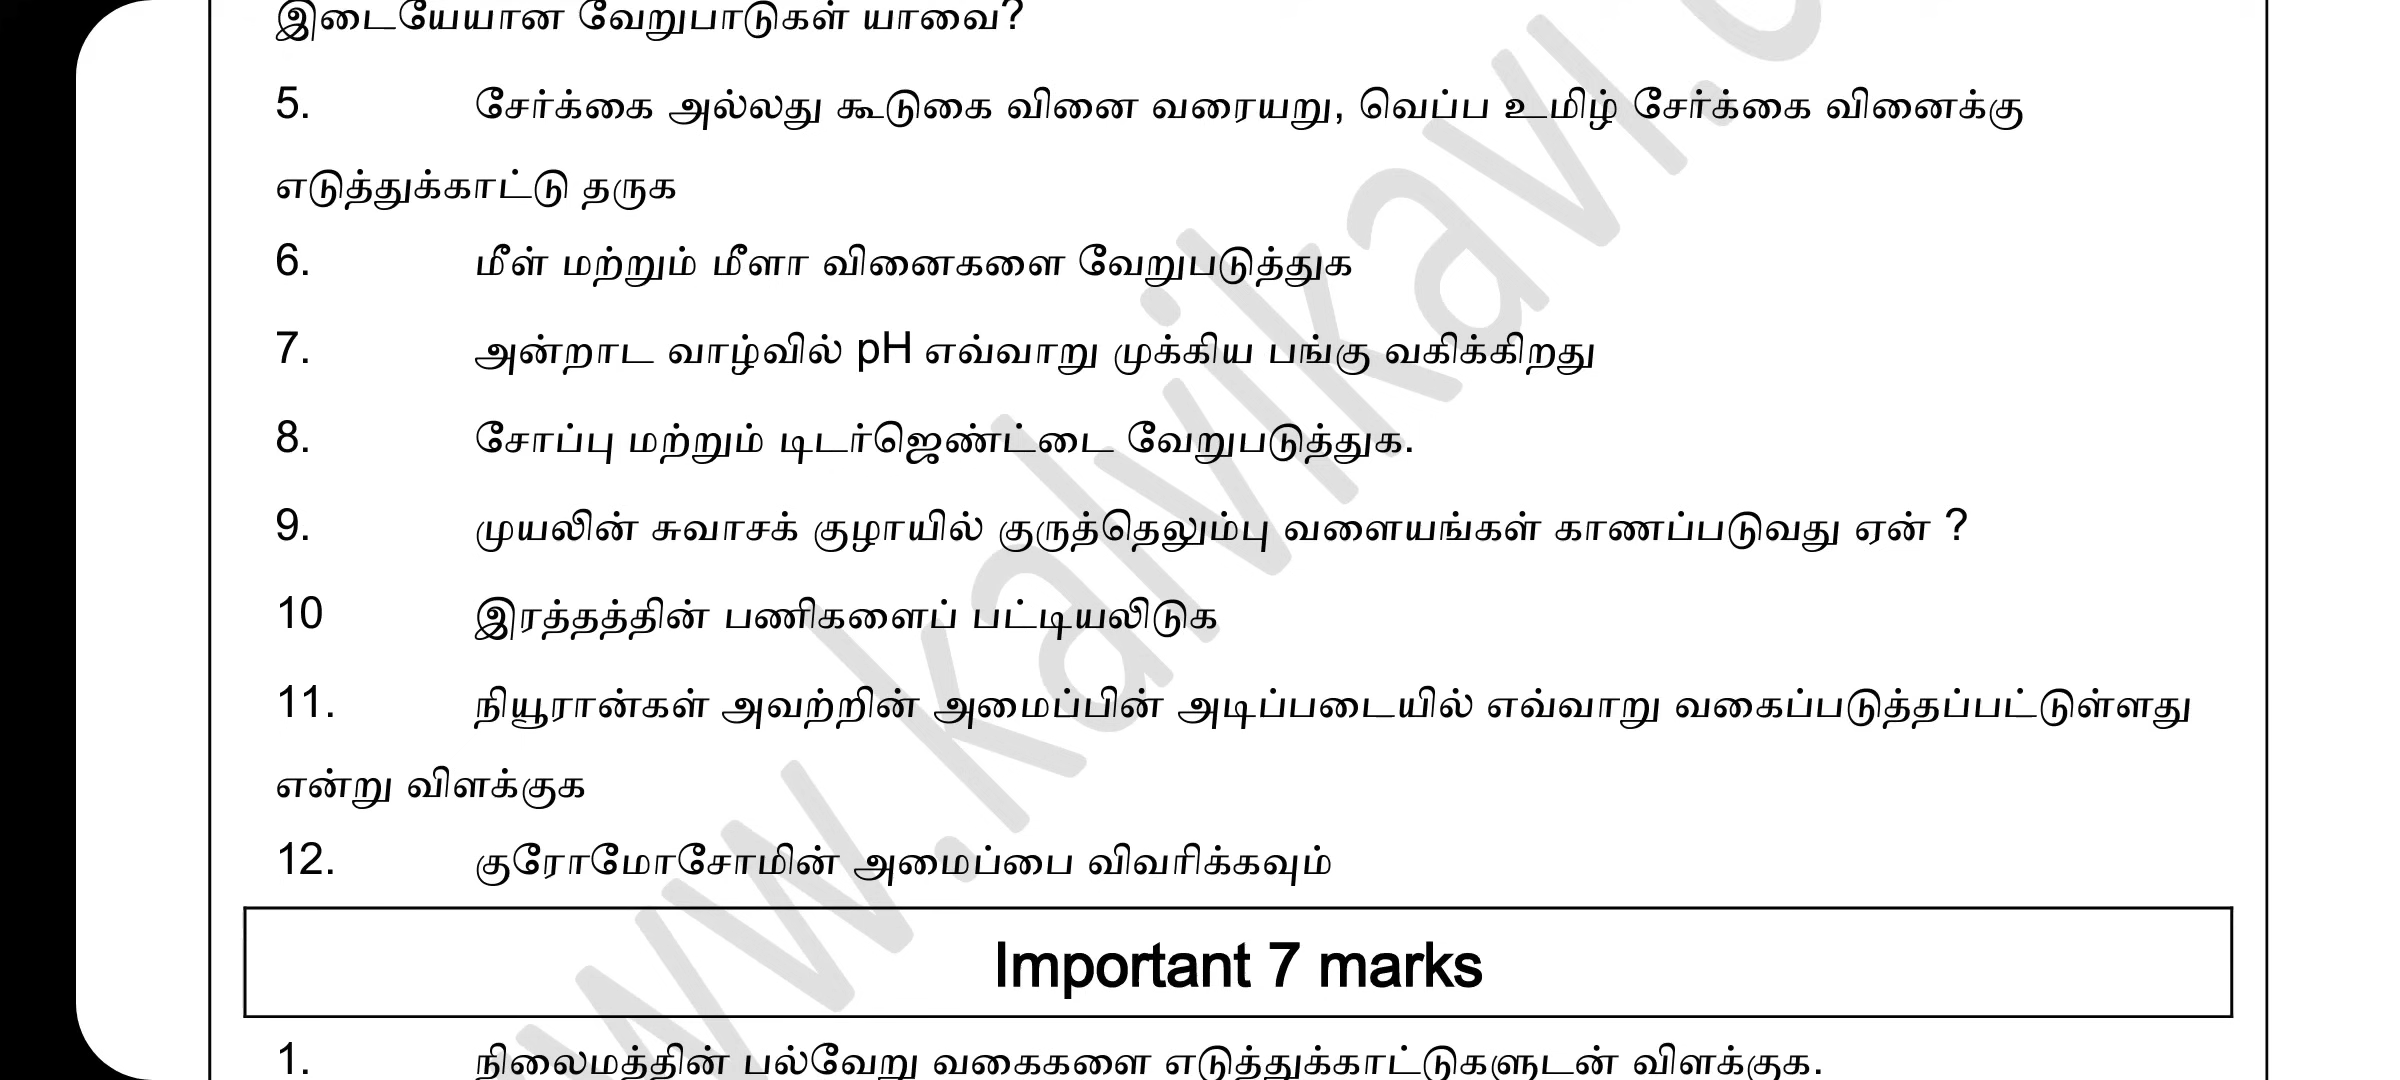 இடையேயான வேறுபாடுகள் யாவை?
5. சேர்க்கை அல்லது கூடுகை வினை வரையறு, வெப்ப உமிழ் சேர்க்கை வினைக்கு
எடுத்துக்காட்டு தருக
6. மீள் மற்றும் மீளா வினைகளை வேறுபடுத்துக
7. அன்றாட வாழ்வில் pH எவ்வாறு முக்கிய பங்கு வகிக்கிறது
8. சோப்பு மற்றும் டிடர்ஜெண்ட்டை வேறுபடுத்துக.
9. முயலின் சுவாசக் குழாயில் குருத்தெலும்பு வளையங்கள் காணப்படுவது ஏன் ?
10 இரத்தத்தின் பணிகளைப் பட்டியலிடுக
11. நியூரான்கள் அவற்றின் அமைப்பின் அடிப்படையில் எவ்வாறு வகைப்படுத்தப்பட்டுள்ளது
என்று விளக்குக
12. குரோமோசோமின் அமைப்பை விவரிக்கவும்
Important 7 marks
1. நிலைமத்தின் பல்வேறு வகைகளை எடுத்துக்காட்டுகளுடன் விளக்குக.
www.kalvikavi.